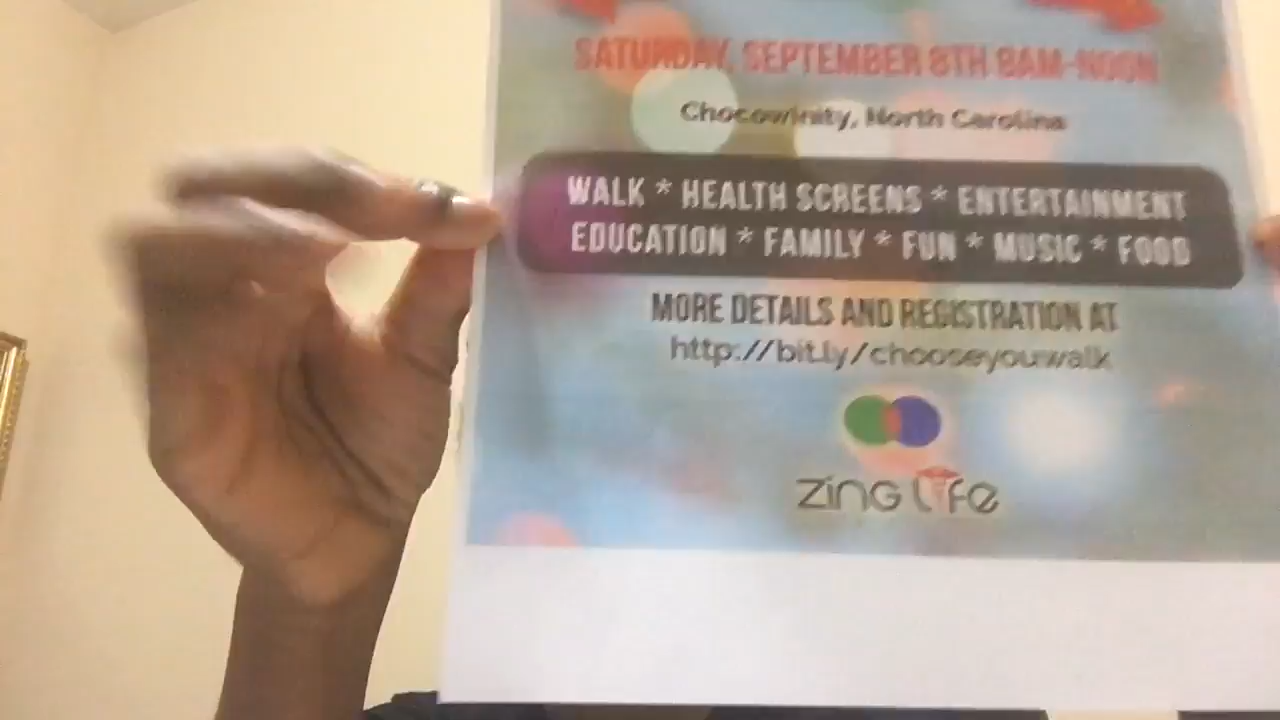 SATURDAY, SEPTEMBER 8TH 8AM-NOON
Chocowinity, North Carolina
WALK * HEALTH SCREENS * ENTERTAINMENT
EDUCATION * FAMILY * FUN * MUSIC * FOOD
MORE DETAILS AND REGISTRATION AT
http://bit.ly/chooseyouwalk
zing Life